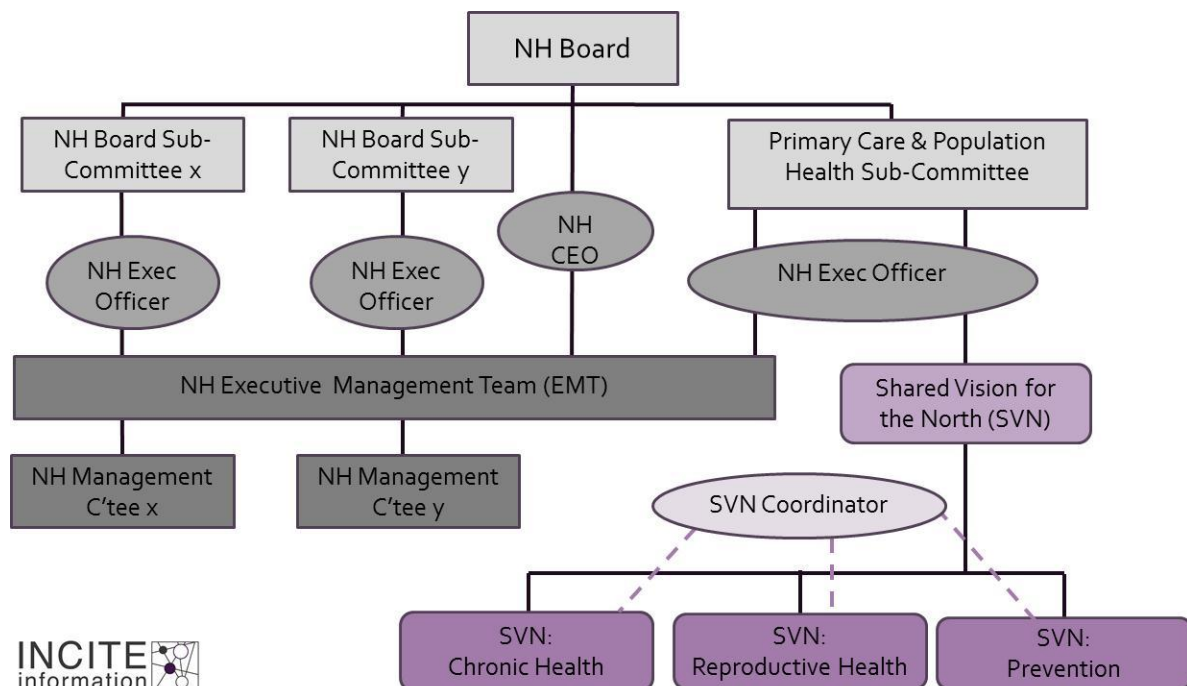 NH Board
NH Board Sub-
Committee x
NH Board Sub-
Committee y
Primary Care & Population
Health Sub-Committee
NH
CEO
NH Exec
Officer
NH Exec
Officer
NH Exec Officer
NH Executive Management Team (EMT)
Shared Vision for
the North (SVN)
NH Management
C'tee x
NH Management
C'tee y
SVN Coordinator
SVN:
Chronic Health
SVN:
Reproductive Health
SVN:
Prevention
INCITE
information